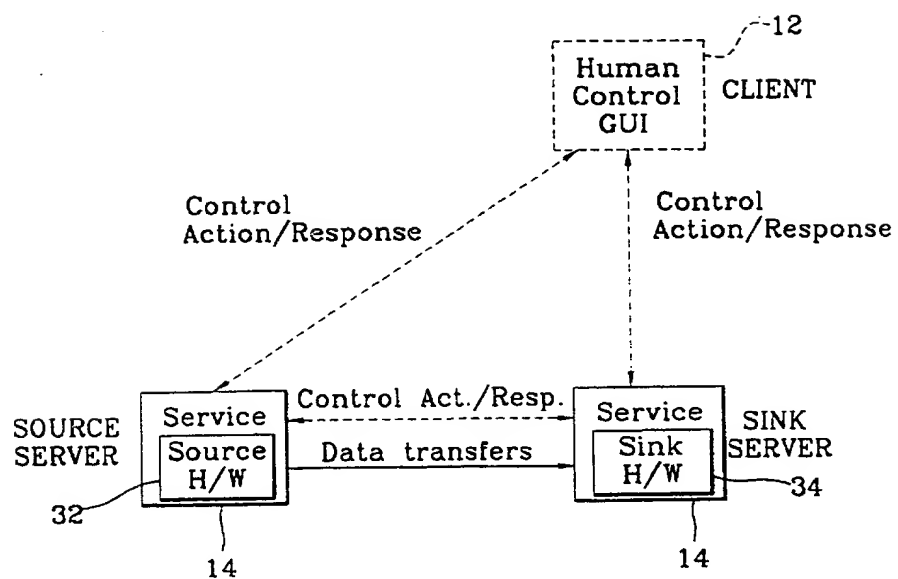 12
Human
Control
GUI
CLIENT
Control
Action/Response
Control
Action/Response
SOURCE
SERVER
Service
Source
H/W
Control Act./Resp.
Data transfers
Service
Sink
H/W
SINK
SERVER
32
34
14
14